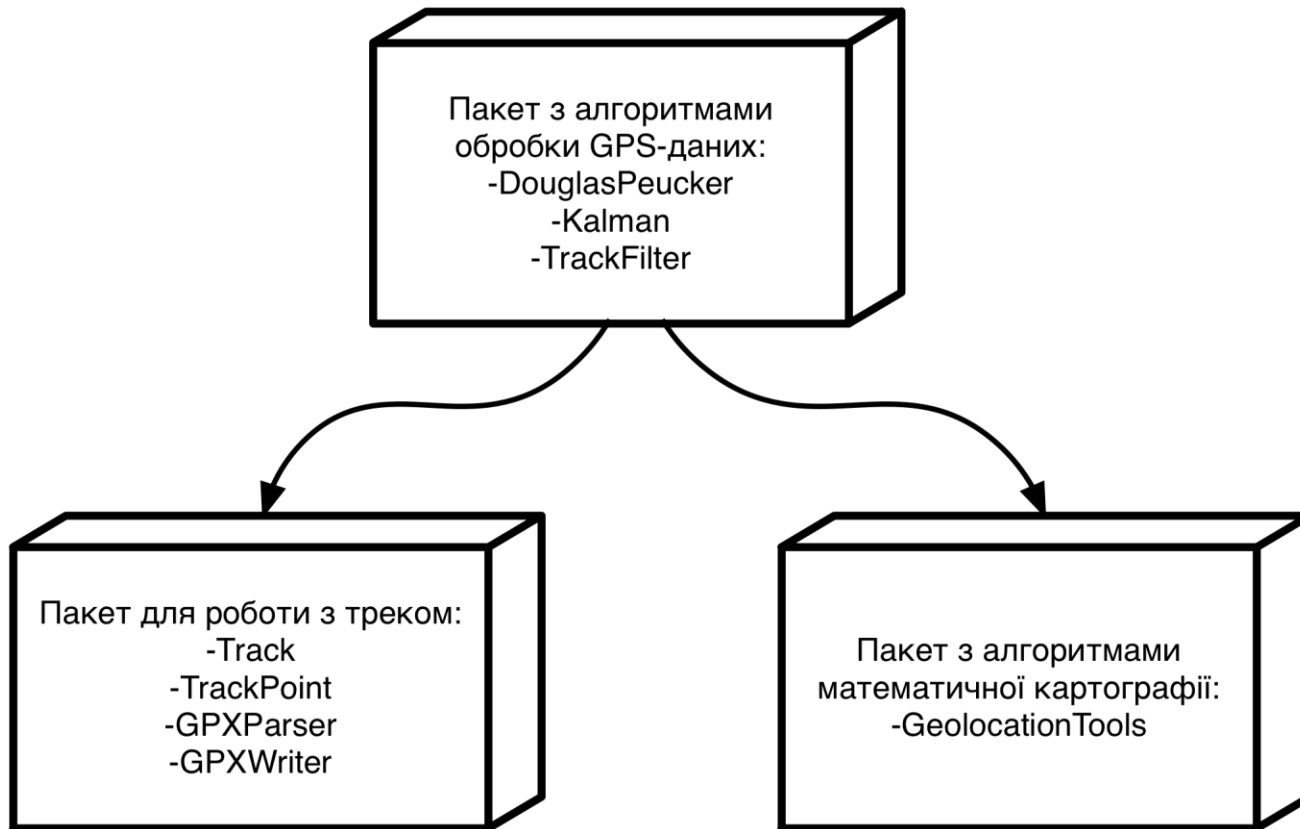 Пакет з алгоритмами
обробки GPS-даних:
-DouglasPeucker
-Kalman
-TrackFilter
Пакет для роботи з треком:
-Track
-TrackPoint
-GPXParser
-GPXWriter
Пакет з алгоритмами
математичної картографії:
-GeolocationTools